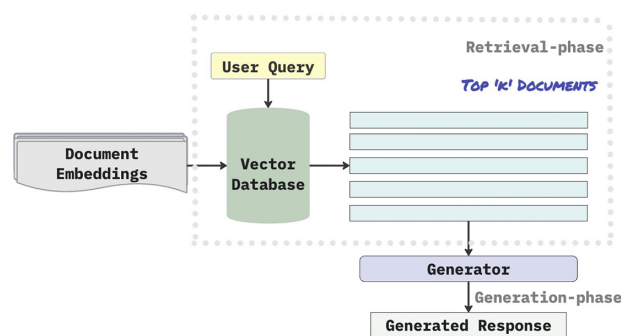 Retrieval-phase
User Query
Top 'K' Documents
Document
Embeddings
Vector
Database
Generator
Generation-phase
Generated Response